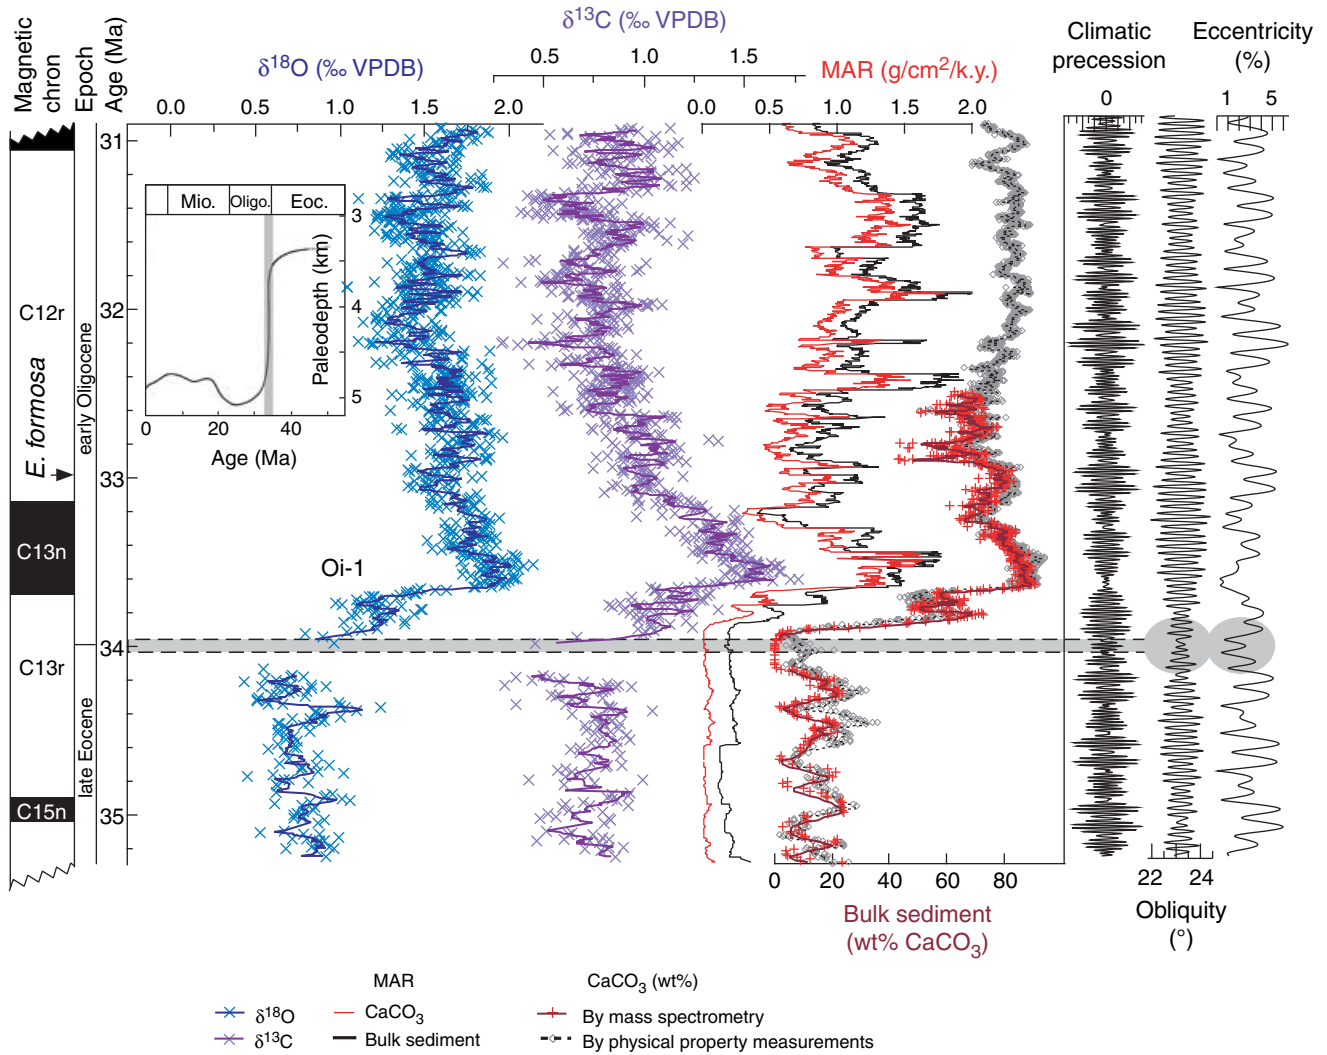 δ13C (‰ VPDB)
0.5 1.0 1.5
Magnetic chron
Epoch
Age (Ma)
δ18O (‰ VPDB)
0.0 0.5 1.0 1.5 2.0
MAR (g/cm2/k.y.)
0.0 0.5 1.0 1.5 2.0
Climatic precession
0
Eccentricity (%)
1 5
31
32
33
34
35
C12r
E. formosa
C13n
C13r
C15n
early Oligocene
late Eocene
Mio. Oligo. Eoc.
3
4
5
Paleodepth (km)
0 20 40
Age (Ma)
Oi-1
0 20 40 60 80
Bulk sediment
(wt% CaCO3)
22 24
Obliquity
(°)
MAR
CaCO3 (wt%)
δ18O
CaCO3
By mass spectrometry
δ13C
Bulk sediment
By physical property measurements